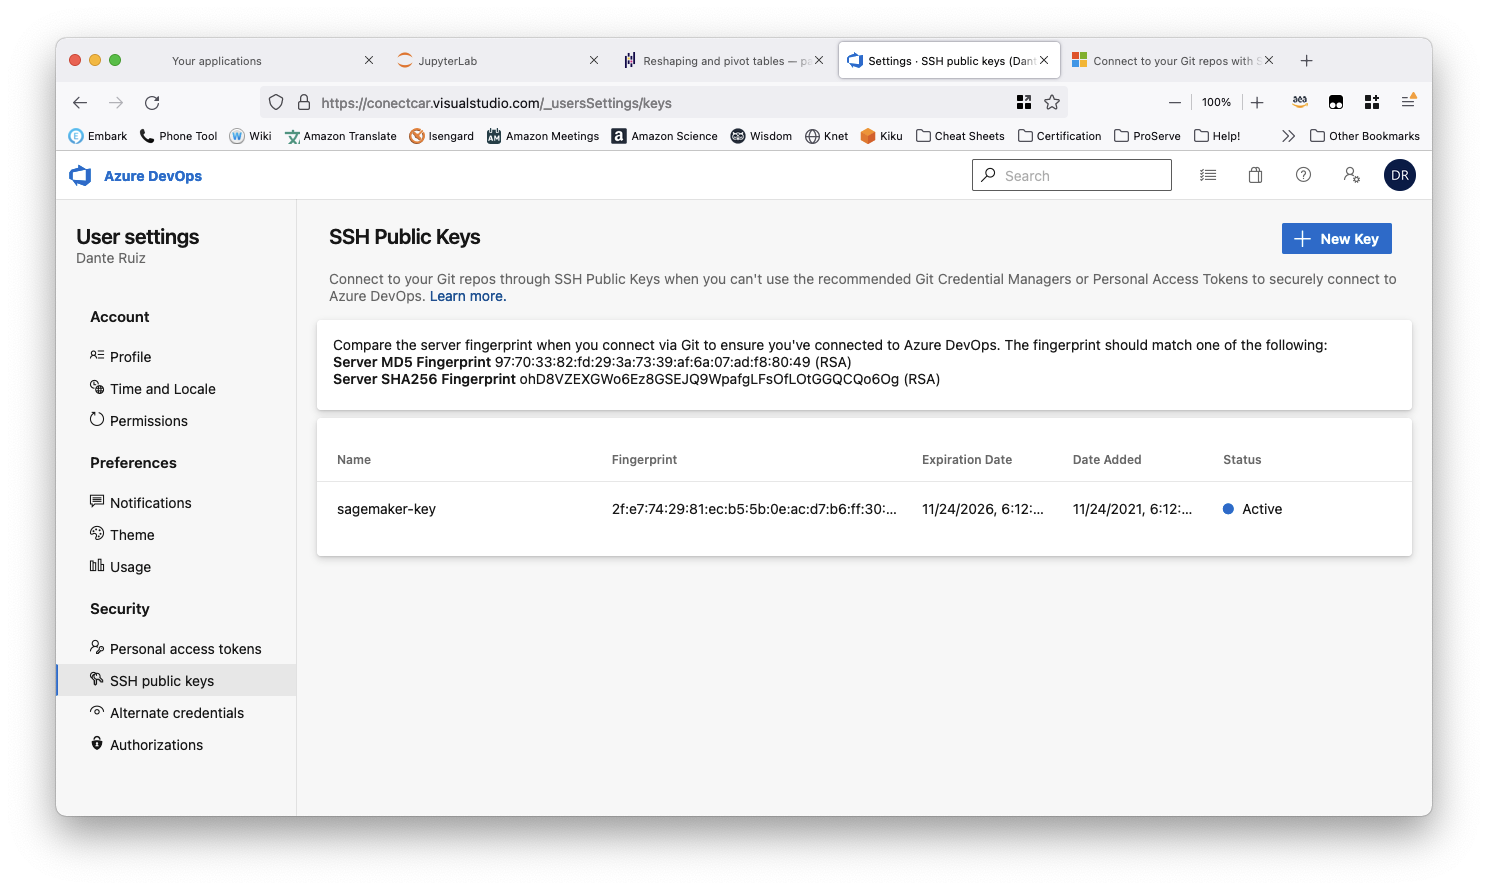 Your applications
JupyterLab
Reshaping and pivot tables — pa
Settings · SSH public keys (Dant
Connect to your Git repos with S
https://conectcar.visualstudio.com/_usersSettings/keys
100%
Embark
Phone Tool
Wiki
Amazon Translate
Isengard
Amazon Meetings
Amazon Science
Wisdom
Knet
Kiku
Cheat Sheets
Certification
ProServe
Help!
Other Bookmarks
Azure DevOps
Search
DR
User settings
Dante Ruiz
Account
Profile
Time and Locale
Permissions
Preferences
Notifications
Theme
Usage
Security
Personal access tokens
SSH public keys
Alternate credentials
Authorizations
SSH Public Keys
New Key
Connect to your Git repos through SSH Public Keys when you can't use the recommended Git Credential Managers or Personal Access Tokens to securely connect to
Azure DevOps. Learn more.
Compare the server fingerprint when you connect via Git to ensure you've connected to Azure DevOps. The fingerprint should match one of the following:
Server MD5 Fingerprint 97:70:33:82:fd:29:3a:73:39:af:6a:07:ad:f8:80:49 (RSA)
Server SHA256 Fingerprint ohD8VZEXGWo6Ez8GSEJQ9WpafgLFsOfLOtGGQCQo6Og (RSA)
Name Fingerprint Expiration Date Date Added Status
sagemaker-key 2f:e7:74:29:81:ec:b5:5b:0e:ac:d7:b6:ff:30:... 11/24/2026, 6:12:... 11/24/2021, 6:12:... Active